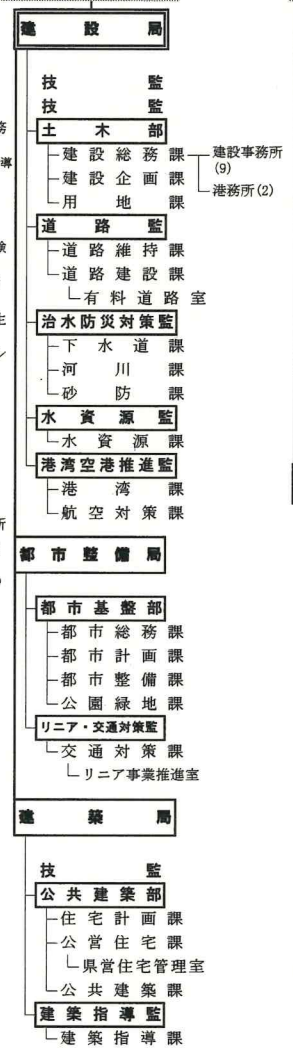 建設局
技監
技監
土木部
建設総務課
建設事務所
(9)
港務所(2)
建設企画課
用地課
道路監
道路維持課
道路建設課
有料道路室
治水防災対策監
下水道課
河川課
砂防課
水資源監
水資源課
港湾空港推進監
港湾課
航空対策課
都市整備局
都市基盤部
都市総務課
都市計画課
都市整備課
公園緑地課
リニア・交通対策監
交通対策課
リニア事業推進室
建築局
技監
公共建築部
住宅計画課
公営住宅課
県営住宅管理室
公共建築課
建築指導監
建築指導課